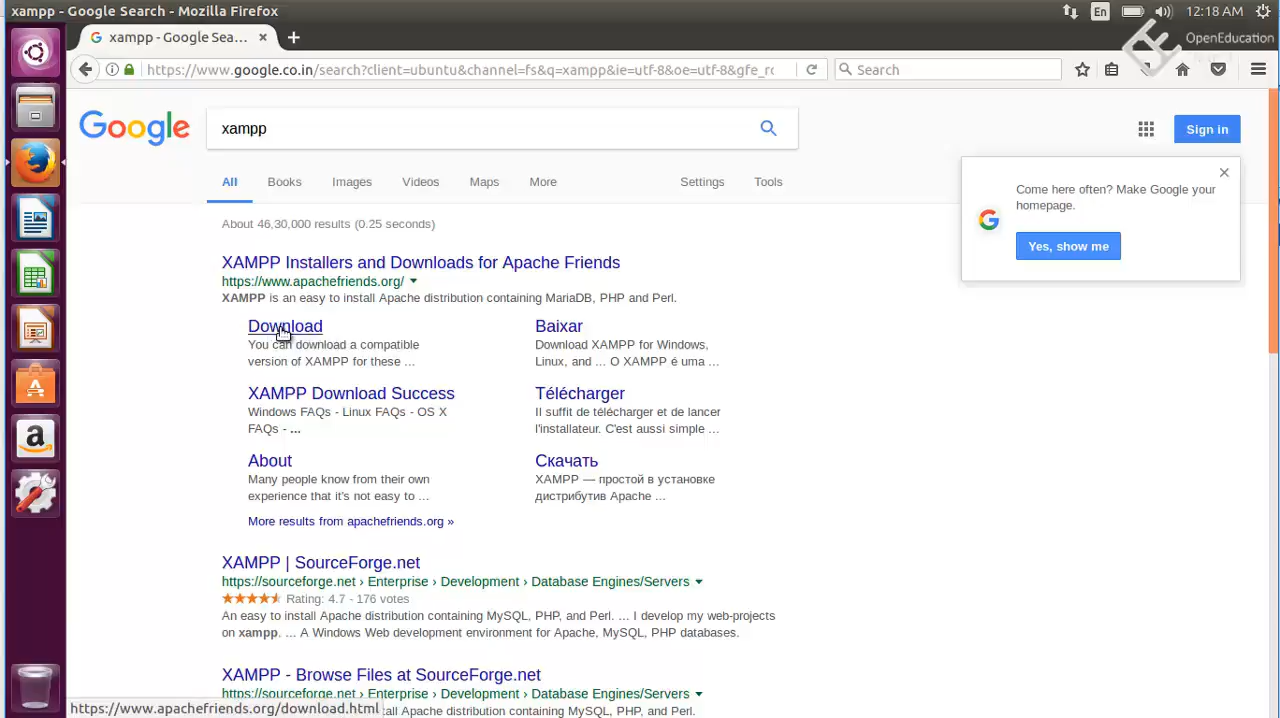 xampp - Google Search - Mozilla Firefox
En
12:18 AM
OpenEducation
xampp - Google Sea...
https://www.google.co.in/search?client=ubuntu&channel=fs&q=xampp&ie=utf-8&oe=utf-8&gfe_rc
Search
Google
xampp
Sign in
All
Books
Images
Videos
Maps
More
Settings
Tools
Come here often? Make Google your
homepage.
Yes, show me
About 46,30,000 results (0.25 seconds)
XAMPP Installers and Downloads for Apache Friends
https://www.apachefriends.org/
XAMPP is an easy to install Apache distribution containing MariaDB, PHP and Perl.
Download
You can download a compatible
version of XAMPP for these ...
Baixar
Download XAMPP for Windows,
Linux, and ... O XAMPP é uma ...
XAMPP Download Success
Windows FAQs - Linux FAQs - OS X
FAQs - ...
Télécharger
Il suffit de télécharger et de lancer
l'installateur. C'est aussi simple ...
About
Many people know from their own
experience that it's not easy to ...
Скачать
XAMPP — простой в установке
дистрибутив Apache ...
More results from apachefriends.org »
XAMPP | SourceForge.net
https://sourceforge.net › Enterprise › Development › Database Engines/Servers
Rating: 4.7 - 176 votes
An easy to install Apache distribution containing MySQL, PHP, and Perl. ... I develop my web-projects
on xampp. ... A Windows Web development environment for Apache, MySQL, PHP databases.
XAMPP - Browse Files at SourceForge.net
https://sourceforge.net › Enterprise › Development › Database Engines/Servers
tall Apache distribution containing MySQL, PHP, and Perl.
https://www.apachefriends.org/download.html